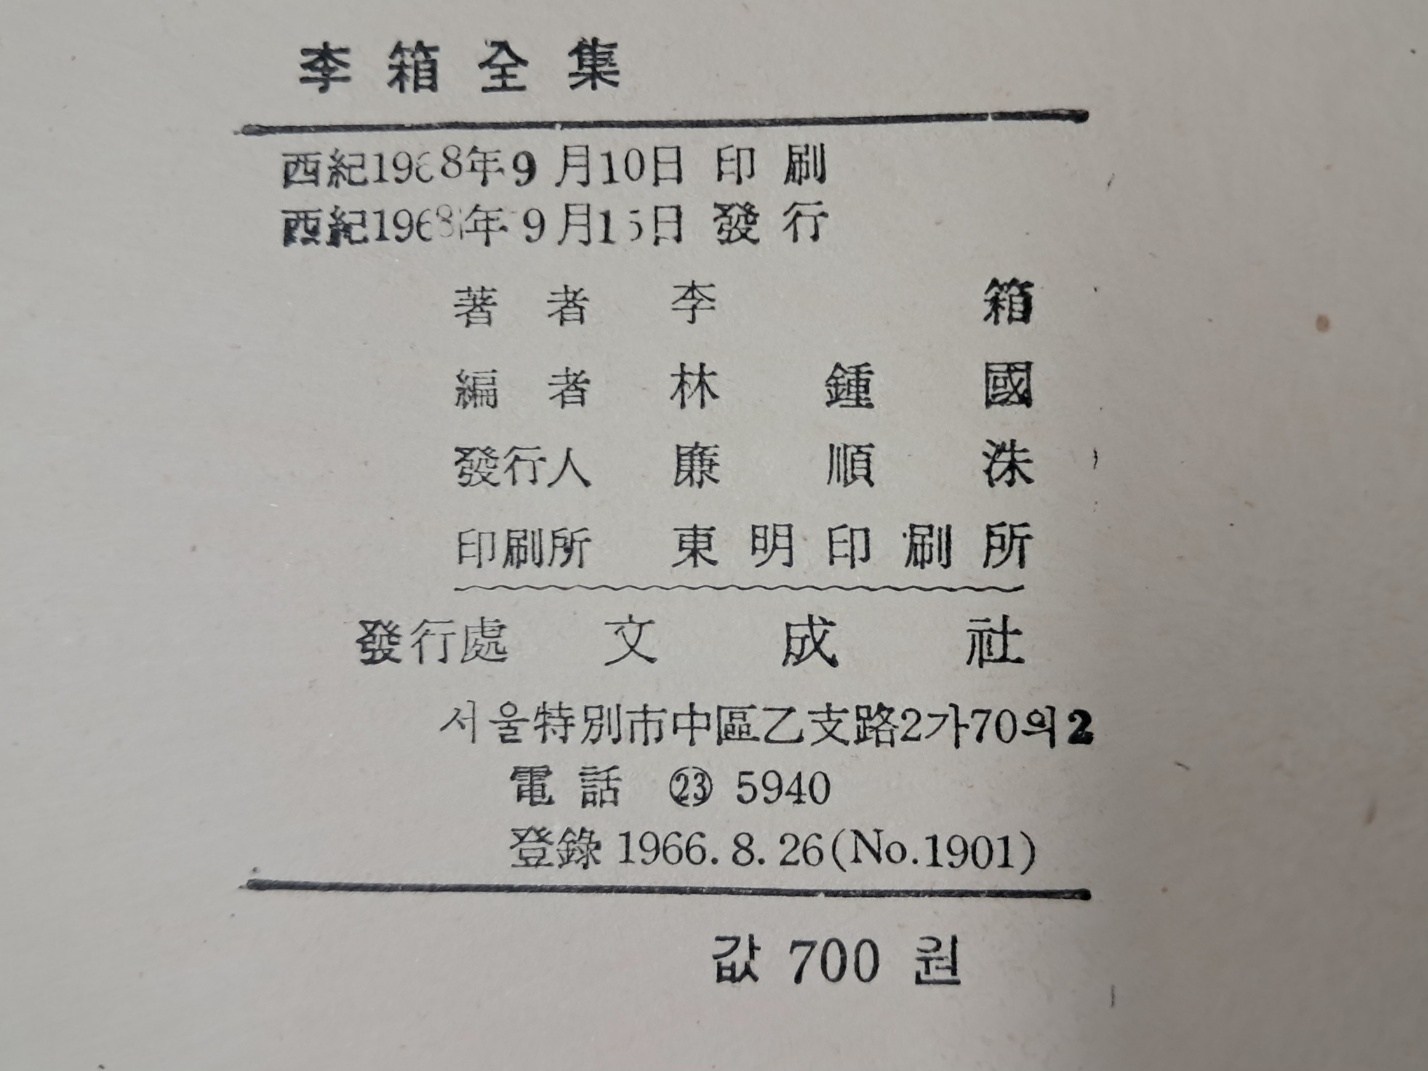 李箱全集
西紀1968年9月10日 印刷
西紀1968年9月15日 發行
著者 李箱
編者 林鍾國
發行人 廉順洙
印刷所 東明印刷所
發行處 文成社
서울特別市中區乙支路2가70의2
電話 ㉓ 5940
登錄 1966.8.26(No.1901)
값 700 원